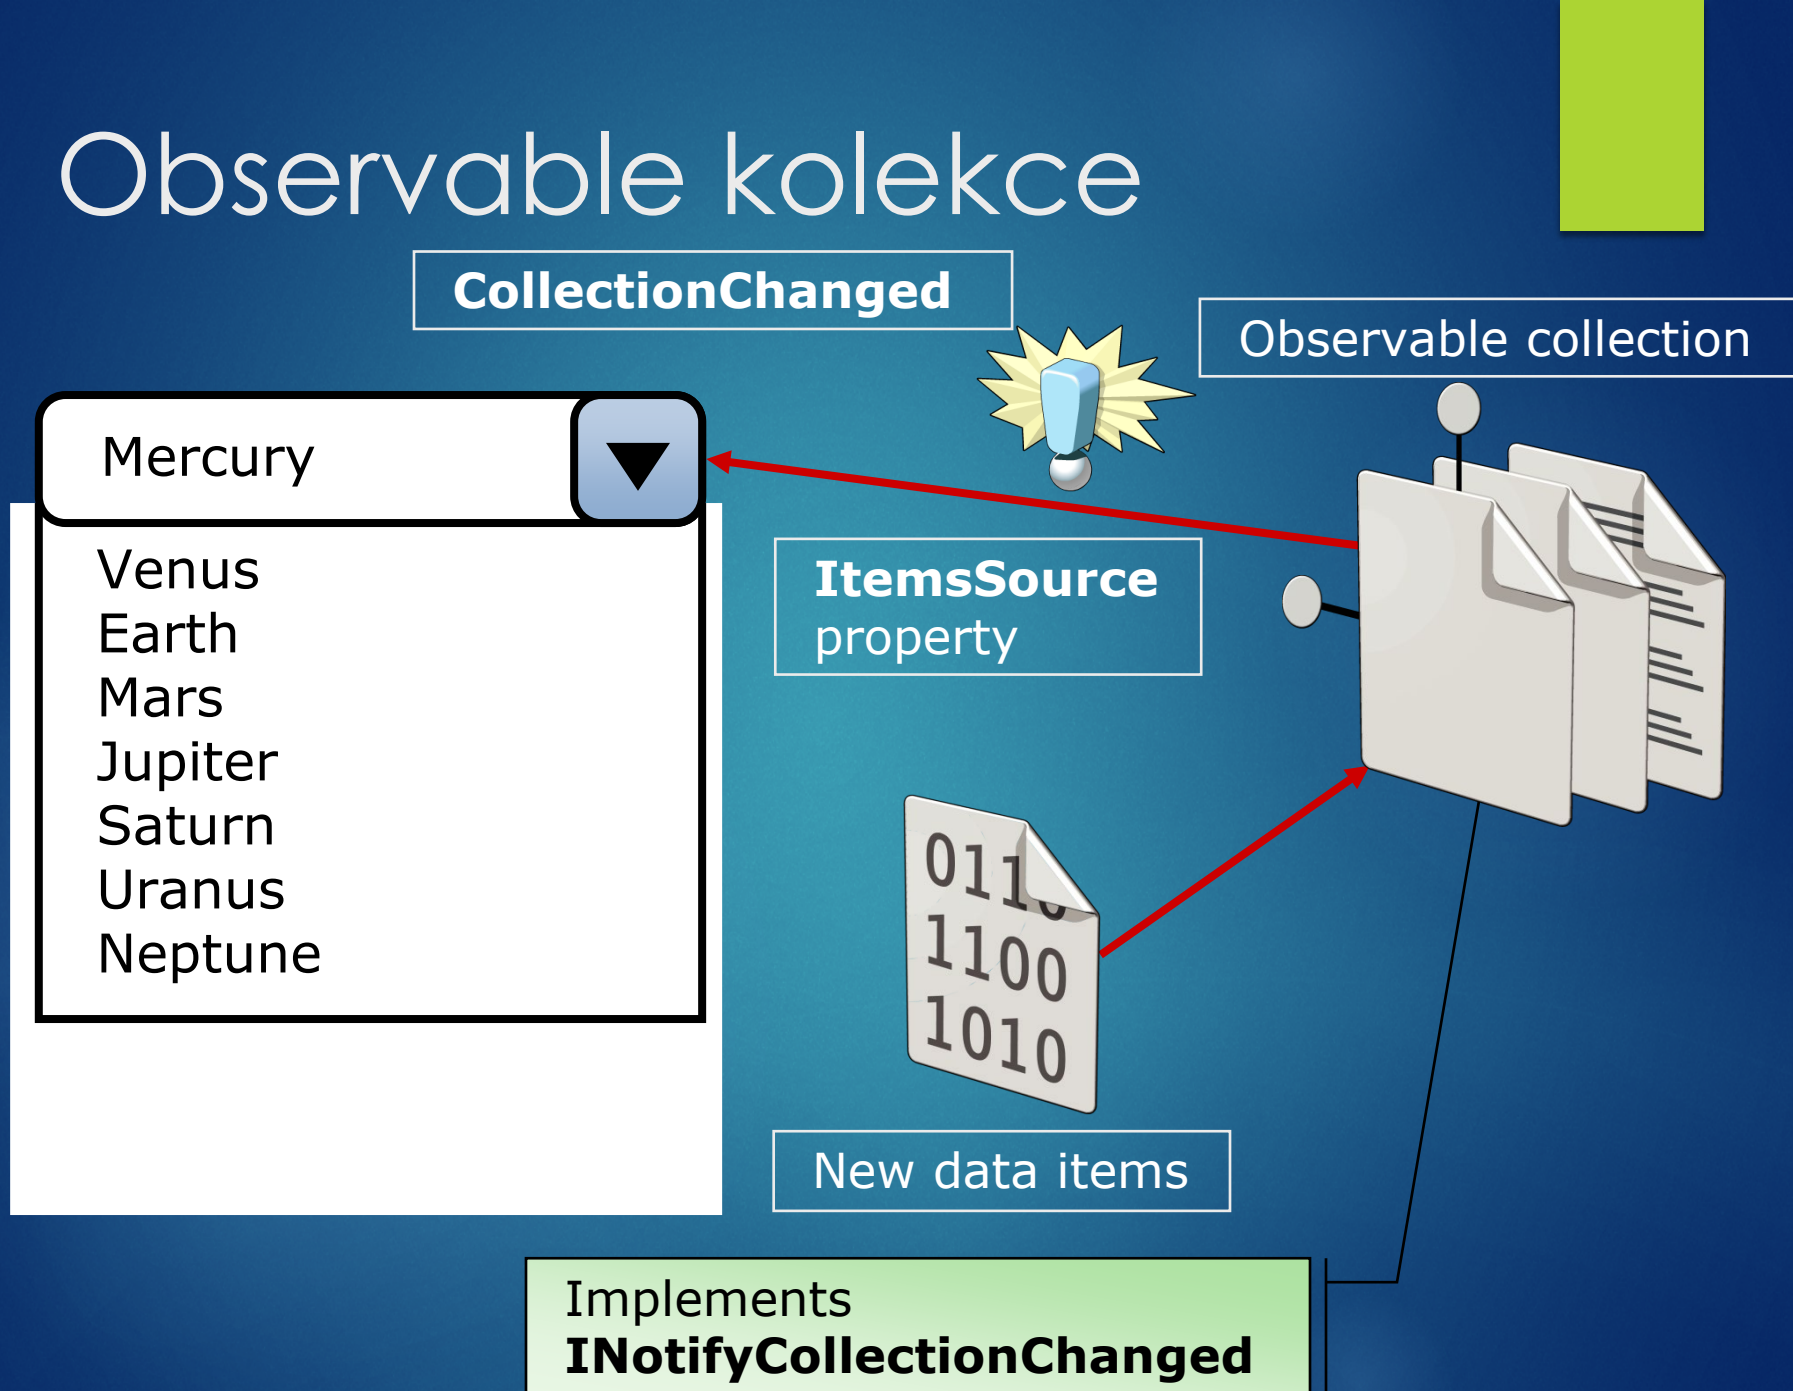 Observable kolekce
CollectionChanged
Observable collection
Mercury
Venus
Earth
Mars
Jupiter
Saturn
Uranus
Neptune
ItemsSource
property
0110
1100
1010
New data items
Implements
INotifyCollectionChanged